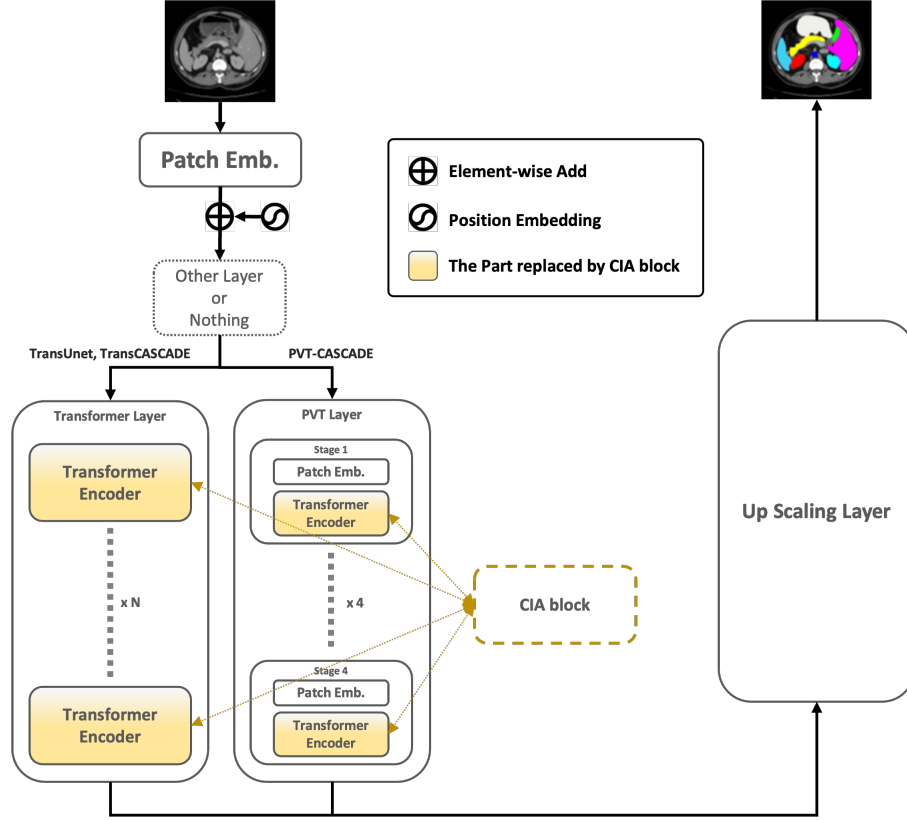 Patch Emb.
Element-wise Add
Position Embedding
The Part replaced by CIA block
Other Layer
or
Nothing
TransUnet, TransCASCADE
PVT-CASCADE
Transformer Layer
Transformer
Encoder
x N
Transformer
Encoder
PVT Layer
Stage 1
Patch Emb.
Transformer
Encoder
x 4
Stage 4
Patch Emb.
Transformer
Encoder
CIA block
Up Scaling Layer